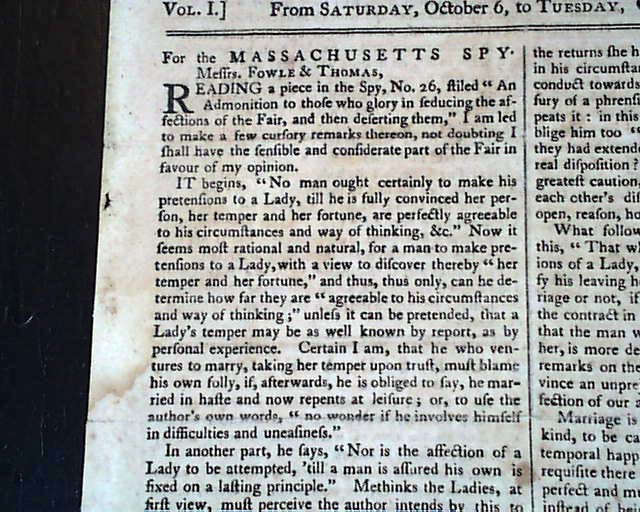 VOL. I.] From SATURDAY, October 6, to TUESDAY,
For the MASSACHUSETTS SPY.
Meſſrs. FOWLE & THOMAS,
READING a piece in the Spy, No. 26, ſtiled “ An
Admonition to thoſe who glory in ſeducing the af-
fections of the Fair, and then deſerting them,” I am led
to make a few curſory remarks thereon, not doubting I
ſhall have the ſenſible and conſiderate part of the Fair in
favour of my opinion.
IT begins, “ No man ought certainly to make his
pretenſions to a Lady, till he is fully convinced her per-
ſon, her temper and her fortune, are perfectly agreeable
to his circumſtances and way of thinking, &c.” Now it
ſeems moſt rational and natural, for a man to make pre-
tenſions to a Lady, with a view to diſcover thereby “ her
temper and her fortune,” and thus, thus only, can he de-
termine how far they are “ agreeable to his circumſtances
and way of thinking ;” unleſs it can be pretended, that a
Lady's temper may be as well known by report, as by
perſonal experience. Certain I am, that he who ven-
tures to marry, taking her temper upon truſt, muſt blame
his own folly, if, afterwards, he is obliged to ſay, he mar-
ried in haſte and now repents at leiſure ; or, to uſe the
author's own words, “ no wonder if he involves himſelf
in difficulties and uneaſineſs.”
In another part, he ſays, “ Nor is the affection of a
Lady to be attempted, 'till a man is aſſured his own is
fixed on a laſting principle.” Methinks the Ladies, at
firſt view, muſt perceive the author intends by this to
the returns ſhe h
in his circumſtan
conduct towards
fury of a phrenſ
peats it : in this
blige him too “
they had extende
real diſpoſition ?
greateſt caution
each other's diſ
open, reaſon, ho
What follow
this, “ That wh
ions of a Lady,
fy his leaving h
riage or not, if
the contract in
that the man w
her, is more de
remarks on the
vince an unpre
fection of our a
Marriage is
kind, to be ca
temporal happ
requiſite there
perfect and m
inſtead of bei